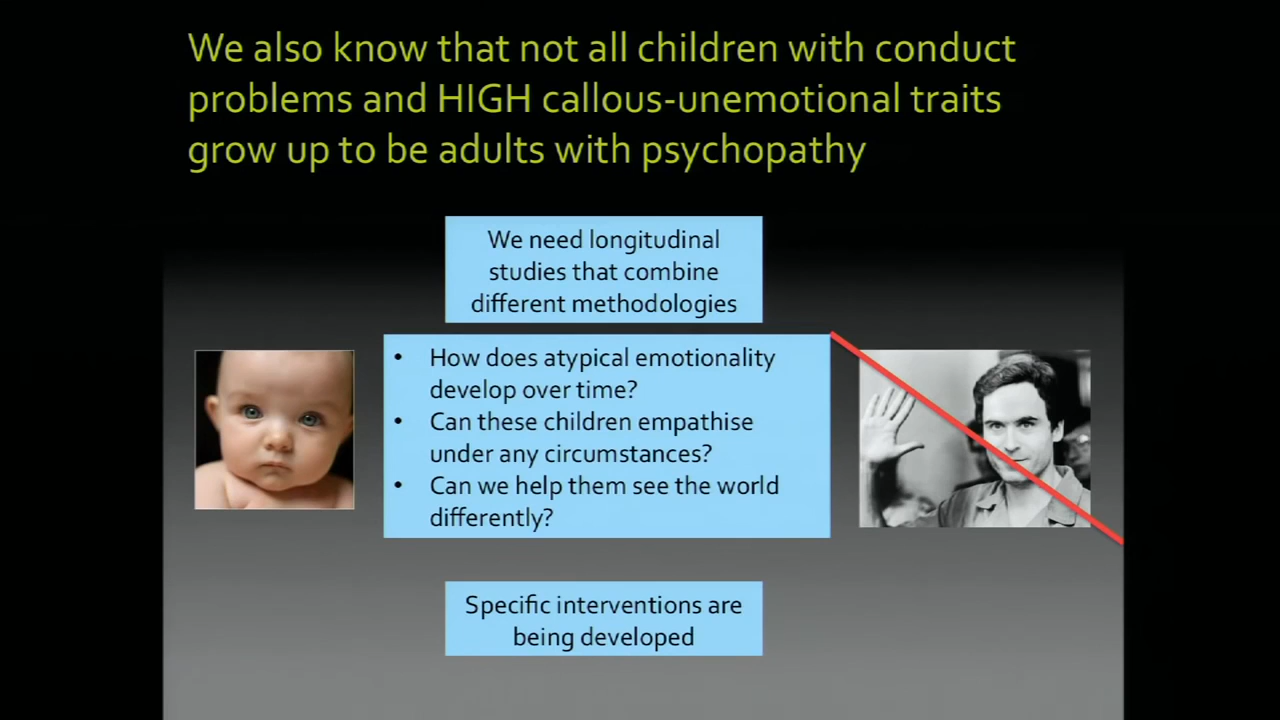 We also know that not all children with conduct
problems and HIGH callous-unemotional traits
grow up to be adults with psychopathy
We need longitudinal
studies that combine
different methodologies
• How does atypical emotionality
develop over time?
• Can these children empathise
under any circumstances?
• Can we help them see the world
differently?
Specific interventions are
being developed